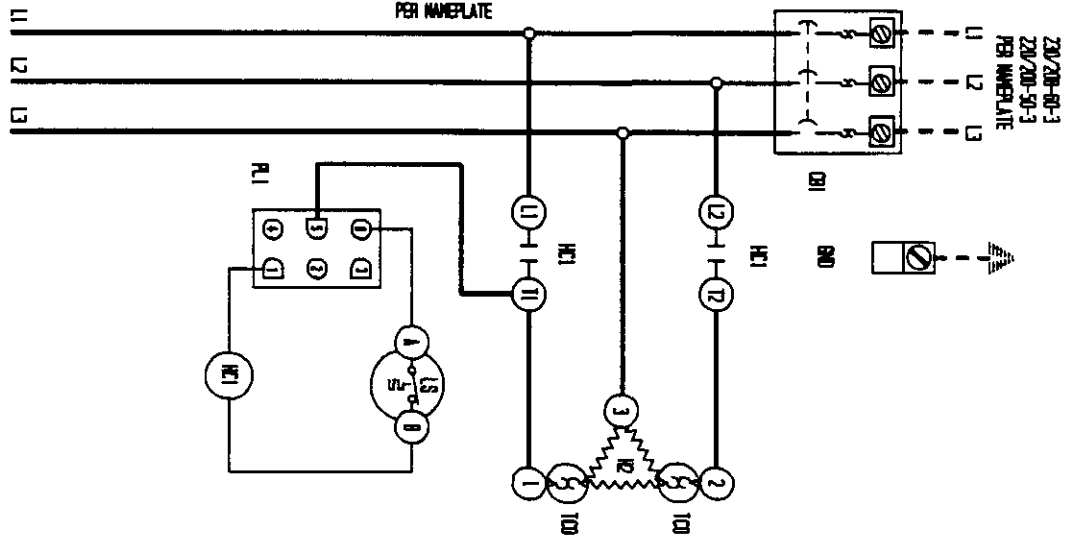 PER NAMEPLATE
230/208-60-3
220/200-50-3
PER NAMEPLATE
L1
L2
L3
L1
L2
L3
CB1
GND
PL1
4
5
6
1
2
3
L1
HC1
T1
L2
HC1
T2
HC1
A
LS
B
3
1
2
TCO
TCO